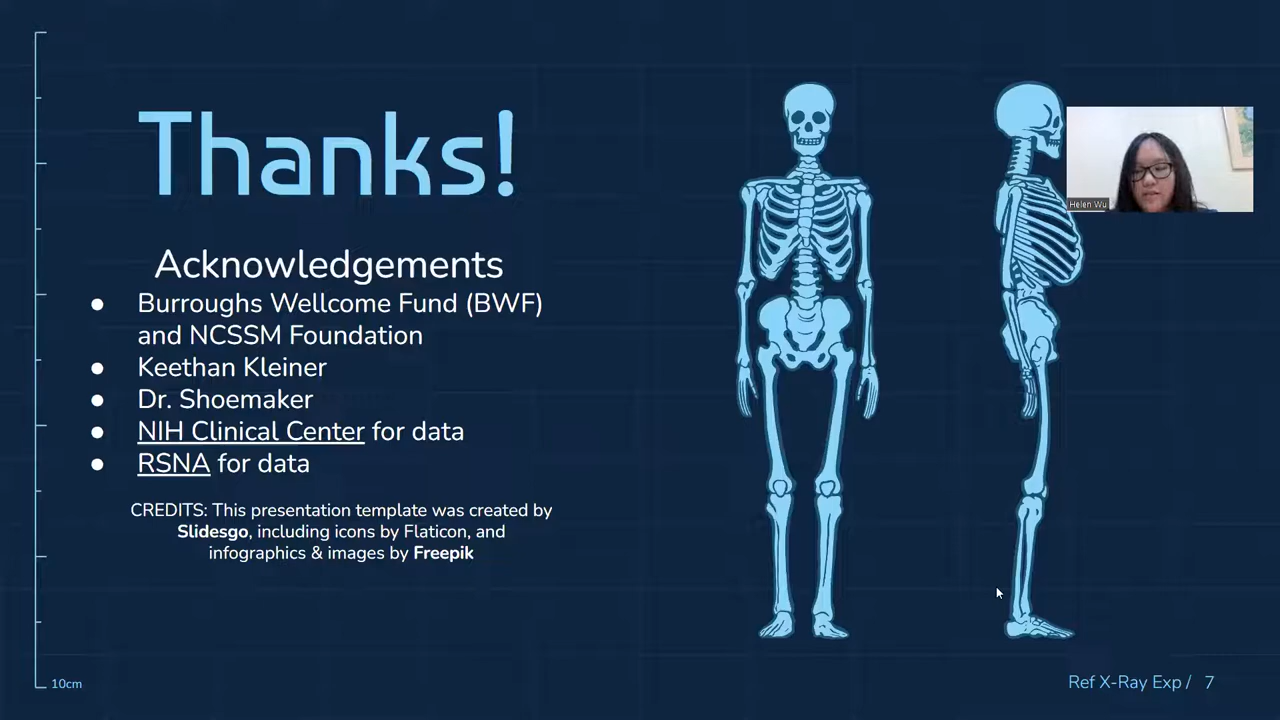 Thanks!
Acknowledgements
● Burroughs Wellcome Fund (BWF)
and NCSSM Foundation
● Keethan Kleiner
● Dr. Shoemaker
● NIH Clinical Center for data
● RSNA for data
CREDITS: This presentation template was created by
Slidesgo, including icons by Flaticon, and
infographics & images by Freepik
Helen Wu
10cm
Ref X-Ray Exp / 7